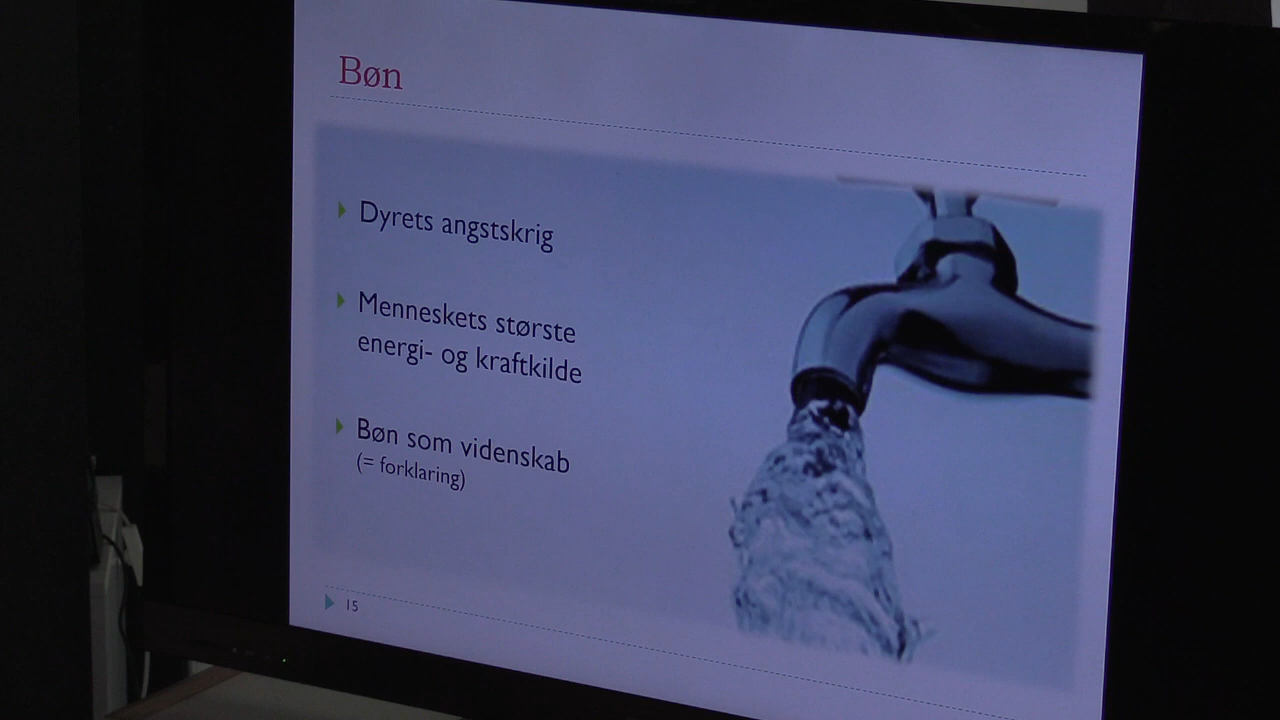 Bøn
Dyrets angstskrig
Menneskets største
energi- og kraftkilde
Bøn som videnskab
(= forklaring)
15